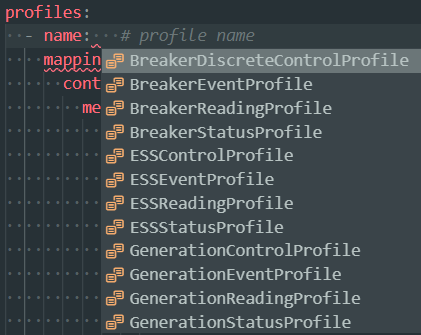 profiles:
- name: # profile name
mappin
BreakerDiscreteControlProfile
cont
BreakerEventProfile
me
BreakerReadingProfile
BreakerStatusProfile
ESSControlProfile
ESSEventProfile
ESSReadingProfile
ESSStatusProfile
GenerationControlProfile
GenerationEventProfile
GenerationReadingProfile
GenerationStatusProfile